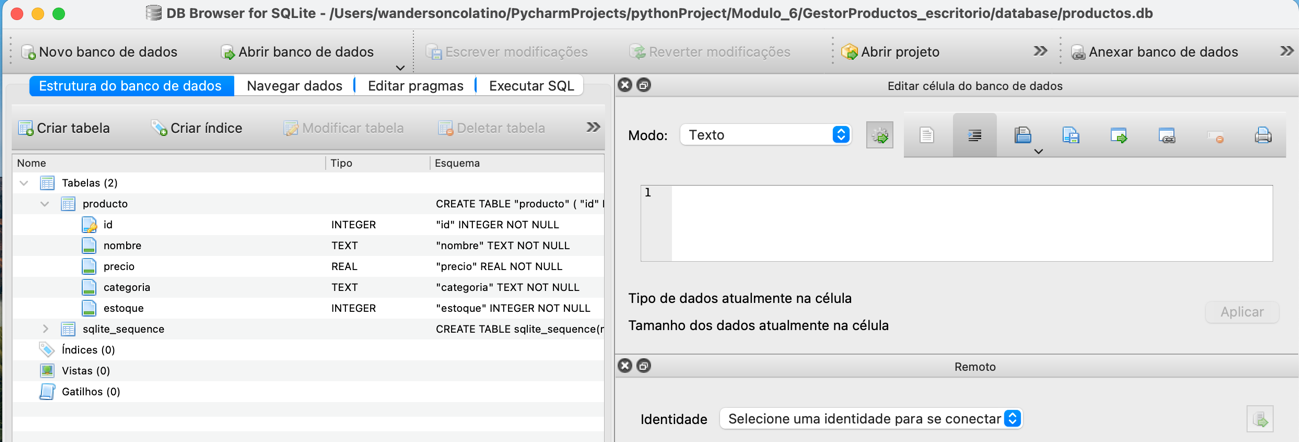 DB Browser for SQLite - /Users/wandersoncolatino/PycharmProjects/pythonProject/Modulo_6/GestorProductos_escritorio/database/productos.db
Novo banco de dados Abrir banco de dados Escrever modificações Reverter modificações Abrir projeto Anexar banco de dados
Estrutura do banco de dados Navegar dados Editar pragmas Executar SQL
Criar tabela Criar índice Modificar tabela Deletar tabela
Nome Tipo Esquema
Tabelas (2)
producto CREATE TABLE "producto" ( "id" I
id INTEGER "id" INTEGER NOT NULL
nombre TEXT "nombre" TEXT NOT NULL
precio REAL "precio" REAL NOT NULL
categoria TEXT "categoria" TEXT NOT NULL
estoque INTEGER "estoque" INTEGER NOT NULL
sqlite_sequence CREATE TABLE sqlite_sequence(n
Índices (0)
Vistas (0)
Gatilhos (0)
Editar célula do banco de dados
Modo: Texto
1
Tipo de dados atualmente na célula
Tamanho dos dados atualmente na célula
Aplicar
Remoto
Identidade Selecione uma identidade para se conectar